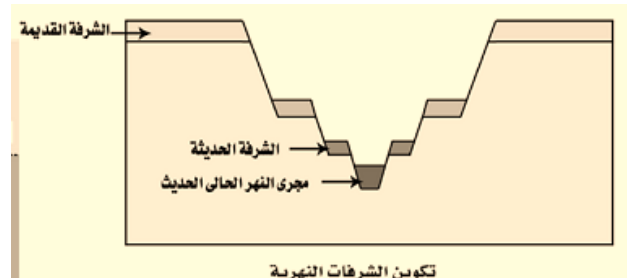 الشرفة القديمة
الشرفة الحديثة
مجرى النهر الحالى الحديث
تكوين الشرفات النهرية